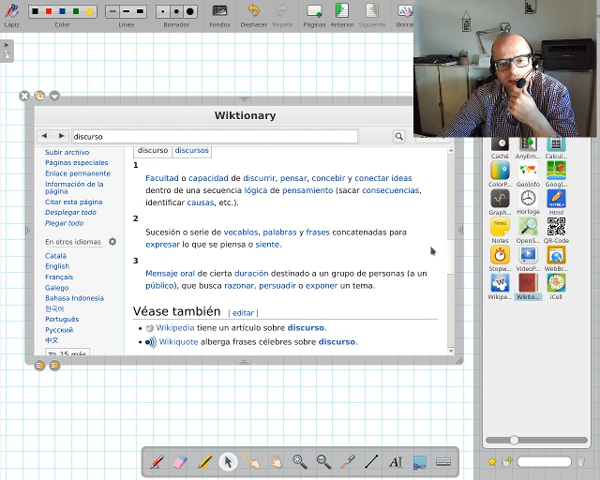 Lápiz Color Línea Borrador Fondos Deshacer Repetir Páginas Anterior Siguiente Borrar
Wiktionary
discurso
Subir archivo
Páginas especiales
Enlace permanente
Información de la
página
Citar esta página
Desplegar todo
Plegar todo
En otros idiomas
Català
English
Français
Galego
Bahasa Indonesia
한국어
Português
Русский
中文
15 más
discurso discursos
1
Facultad o capacidad de discurrir, pensar, concebir y conectar ideas
dentro de una secuencia lógica de pensamiento (sacar consecuencias,
identificar causas, etc.).
2
Sucesión o serie de vocablos, palabras y frases concatenadas para
expresar lo que se piensa o siente.
3
Mensaje oral de cierta duración destinado a un grupo de personas (a un
público), que busca razonar, persuadir o exponer un tema.
Véase también [ editar ]
• Wikipedia tiene un artículo sobre discurso.
• Wikiquote alberga frases célebres sobre discurso.
Caché AnyEm... Calcul...
ColorP... GeoInfo Googl...
Graph... Horloge Html
Notes OpenS... QR-Code
Stopw... VideoP... WebBr...
Wikipe... Wiktio... iCell